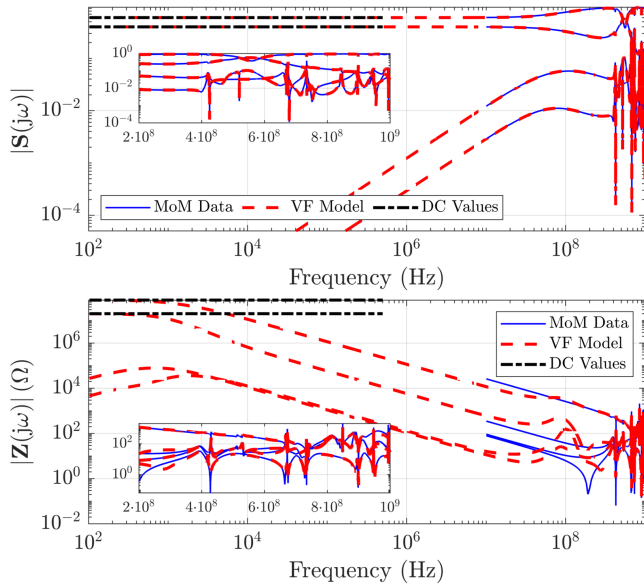 |S(jω)|
10^-2
10^-4
10^0
10^-2
10^-4
2·10^8 4·10^8 6·10^8 8·10^8 10^9
MoM Data VF Model DC Values
10^2 10^4 10^6 10^8
Frequency (Hz)
|Z(jω)| (Ω)
10^6
10^4
10^2
10^0
10^-2
MoM Data
VF Model
DC Values
10^2
10^0
2·10^8 4·10^8 6·10^8 8·10^8 10^9
10^2 10^4 10^6 10^8
Frequency (Hz)